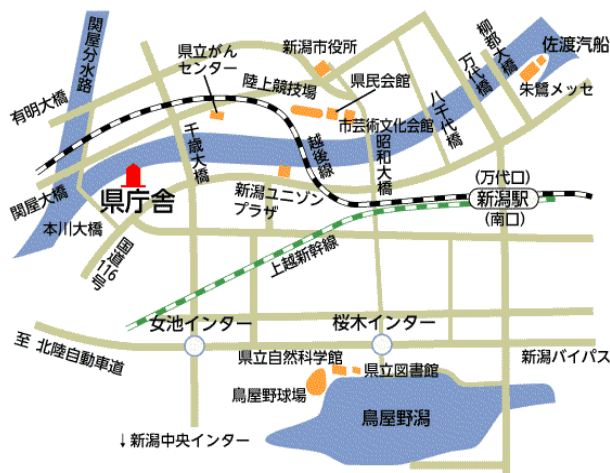 関屋分水路
有明大橋
関屋大橋
本川大橋
県庁舎
国道116号
県立がん
センター
千歳大橋
新潟市役所
陸上競技場
県民会館
市芸術文化会館
越後線
昭和大橋
新潟ユニゾン
プラザ
八千代橋
万代橋
柳都大橋
佐渡汽船
朱鷺メッセ
(万代口)
新潟駅
(南口)
上越新幹線
女池インター
桜木インター
至 北陸自動車道
新潟バイパス
県立自然科学館
県立図書館
鳥屋野球場
鳥屋野潟
↓新潟中央インター